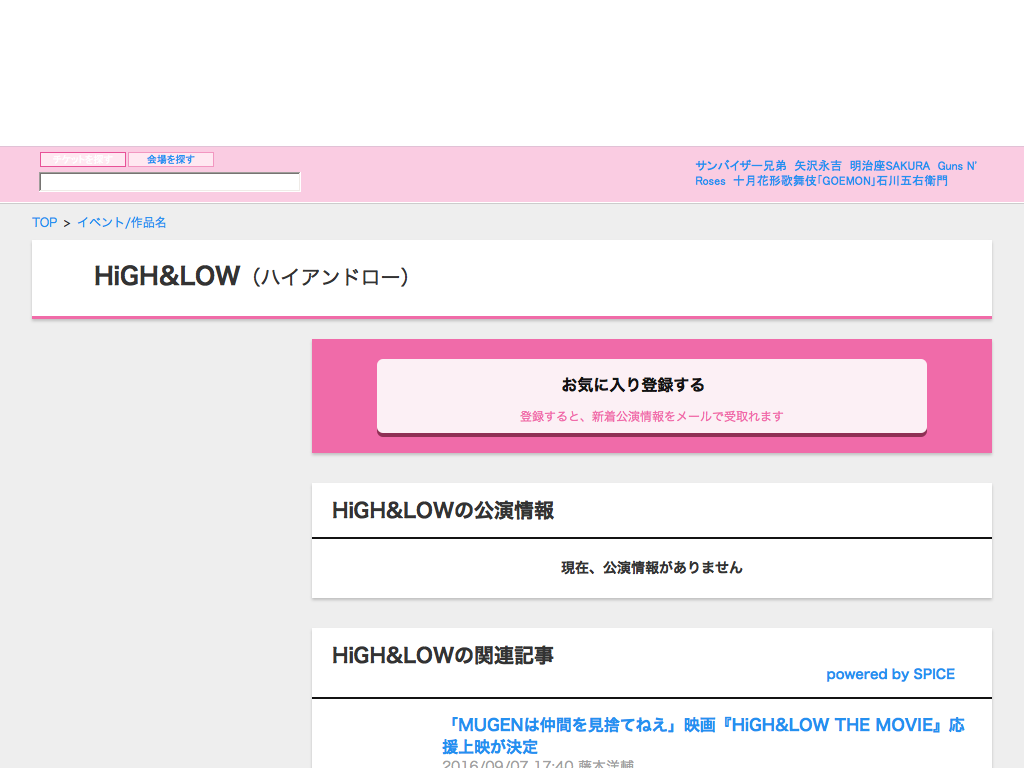 チケットを探す 会場を探す
サンバイザー兄弟 矢沢永吉 明治座SAKURA Guns N'
Roses 十月花形歌舞伎「GOEMON」石川五右衛門
TOP > イベント/作品名
HiGH&LOW（ハイアンドロー）
お気に入り登録する
登録すると、新着公演情報をメールで受取れます
HiGH&LOWの公演情報
現在、公演情報がありません
HiGH&LOWの関連記事
powered by SPICE
「MUGENは仲間を見捨てねえ」映画『HiGH&LOW THE MOVIE』応
援上映が決定
2016/09/07 17:40 藤本洋輔